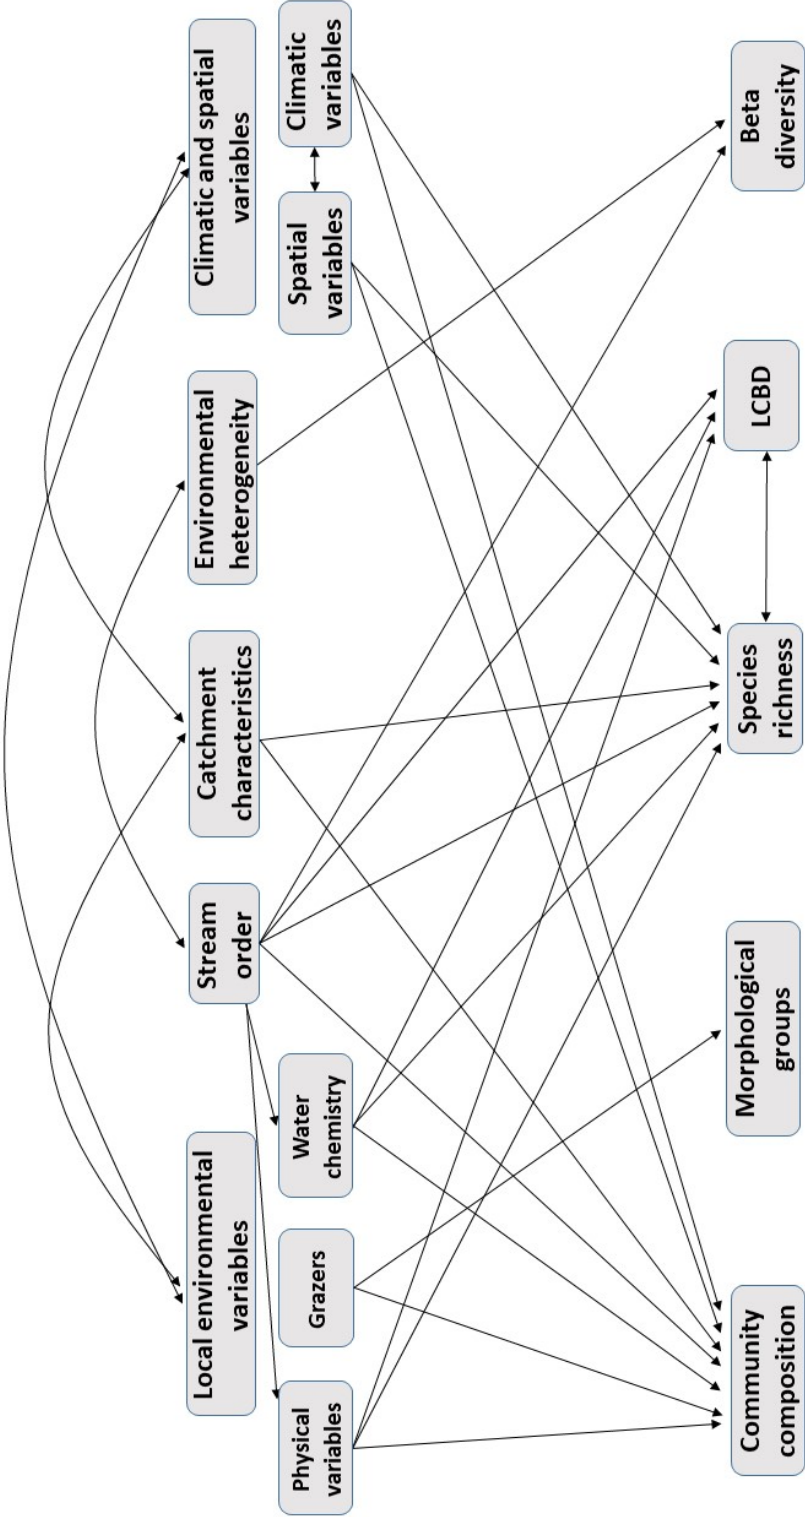 Local environmental
variables
Stream
order
Catchment
characteristics
Environmental
heterogeneity
Climatic and spatial
variables
Physical
variables
Grazers
Water
chemistry
Spatial
variables
Climatic
variables
Community
composition
Morphological
groups
Species
richness
LCBD
Beta
diversity